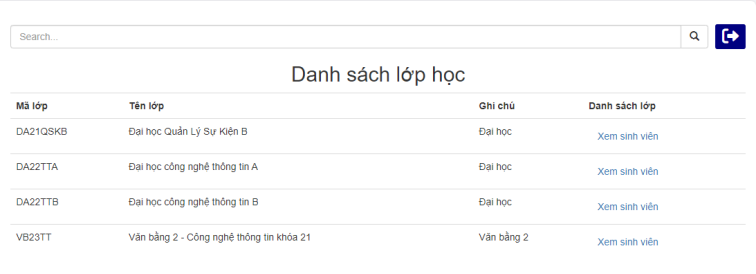 Search...
Danh sách lớp học
Mã lớp Tên lớp Ghi chú Danh sách lớp
DA21QSKB Đại học Quản Lý Sự Kiện B Đại học Xem sinh viên
DA22TTA Đại học công nghệ thông tin A Đại học Xem sinh viên
DA22TTB Đại học công nghệ thông tin B Đại học Xem sinh viên
VB23TT Văn bằng 2 - Công nghệ thông tin khóa 21 Văn bằng 2 Xem sinh viên